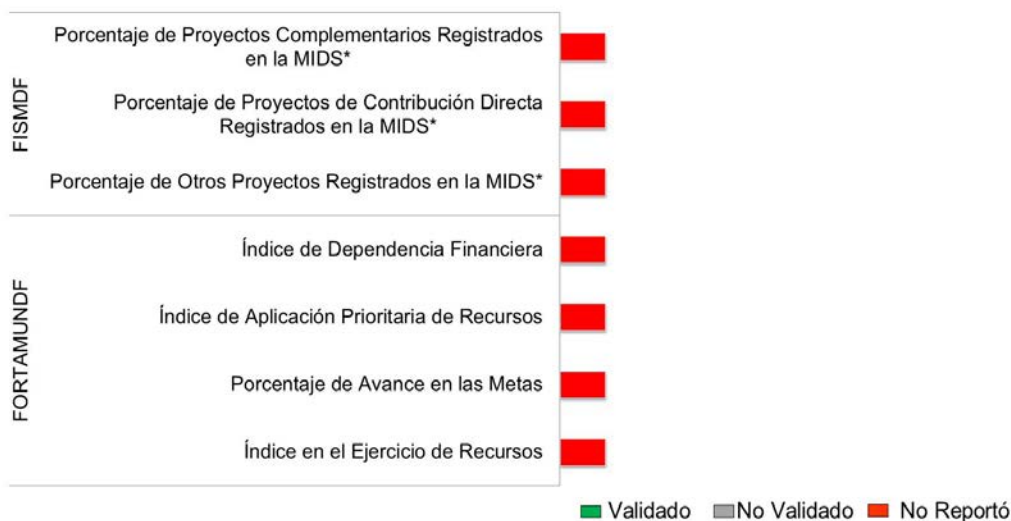 FISMDF
Porcentaje de Proyectos Complementarios Registrados
en la MIDS*
Porcentaje de Proyectos de Contribución Directa
Registrados en la MIDS*
Porcentaje de Otros Proyectos Registrados en la MIDS*
FORTAMUNDF
Índice de Dependencia Financiera
Índice de Aplicación Prioritaria de Recursos
Porcentaje de Avance en las Metas
Índice en el Ejercicio de Recursos
Validado No Validado No Reportó